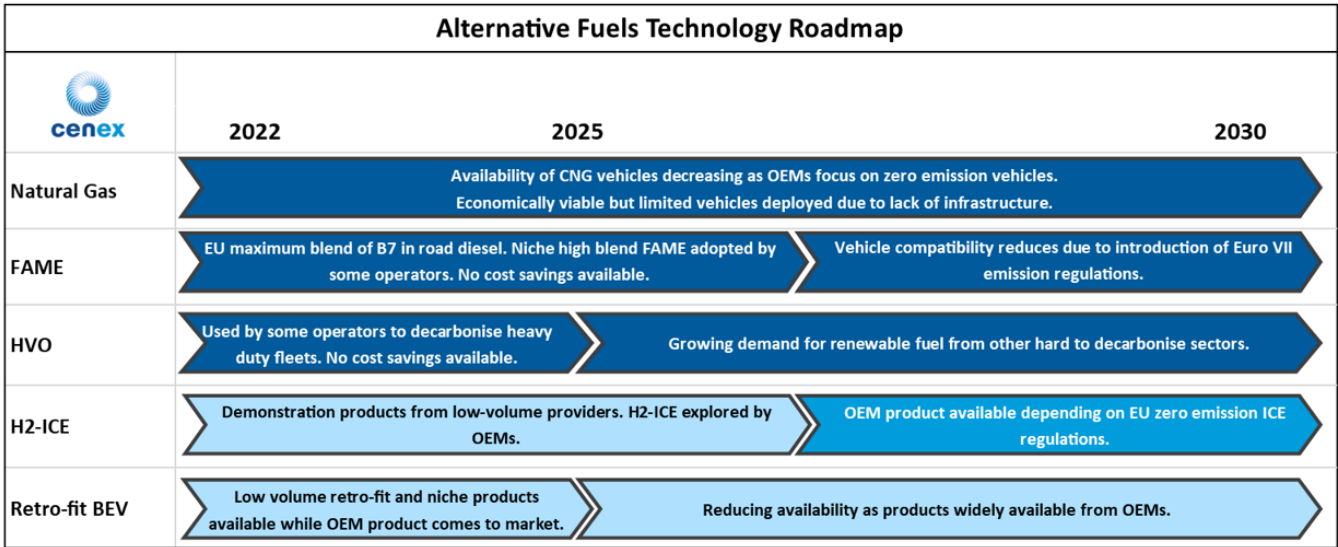 Alternative Fuels Technology Roadmap
cenex
2022 2025 2030
Natural Gas
Availability of CNG vehicles decreasing as OEMs focus on zero emission vehicles.
Economically viable but limited vehicles deployed due to lack of infrastructure.
FAME
EU maximum blend of B7 in road diesel. Niche high blend FAME adopted by
some operators. No cost savings available.
Vehicle compatibility reduces due to introduction of Euro VII
emission regulations.
HVO
Used by some operators to decarbonise heavy
duty fleets. No cost savings available.
Growing demand for renewable fuel from other hard to decarbonise sectors.
H2-ICE
Demonstration products from low-volume providers. H2-ICE explored by
OEMs.
OEM product available depending on EU zero emission ICE
regulations.
Retro-fit BEV
Low volume retro-fit and niche products
available while OEM product comes to market.
Reducing availability as products widely available from OEMs.